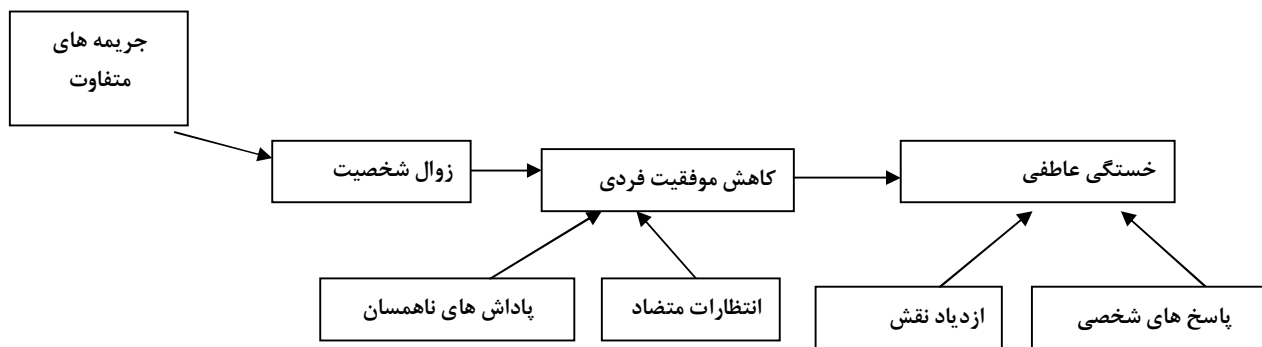 جریمه های
متفاوت
خستگی عاطفی
کاهش موفقیت فردی
زوال شخصیت
پاسخ های شخصی
ازدیاد نقش
انتظارات متضاد
پاداش های ناهمسان